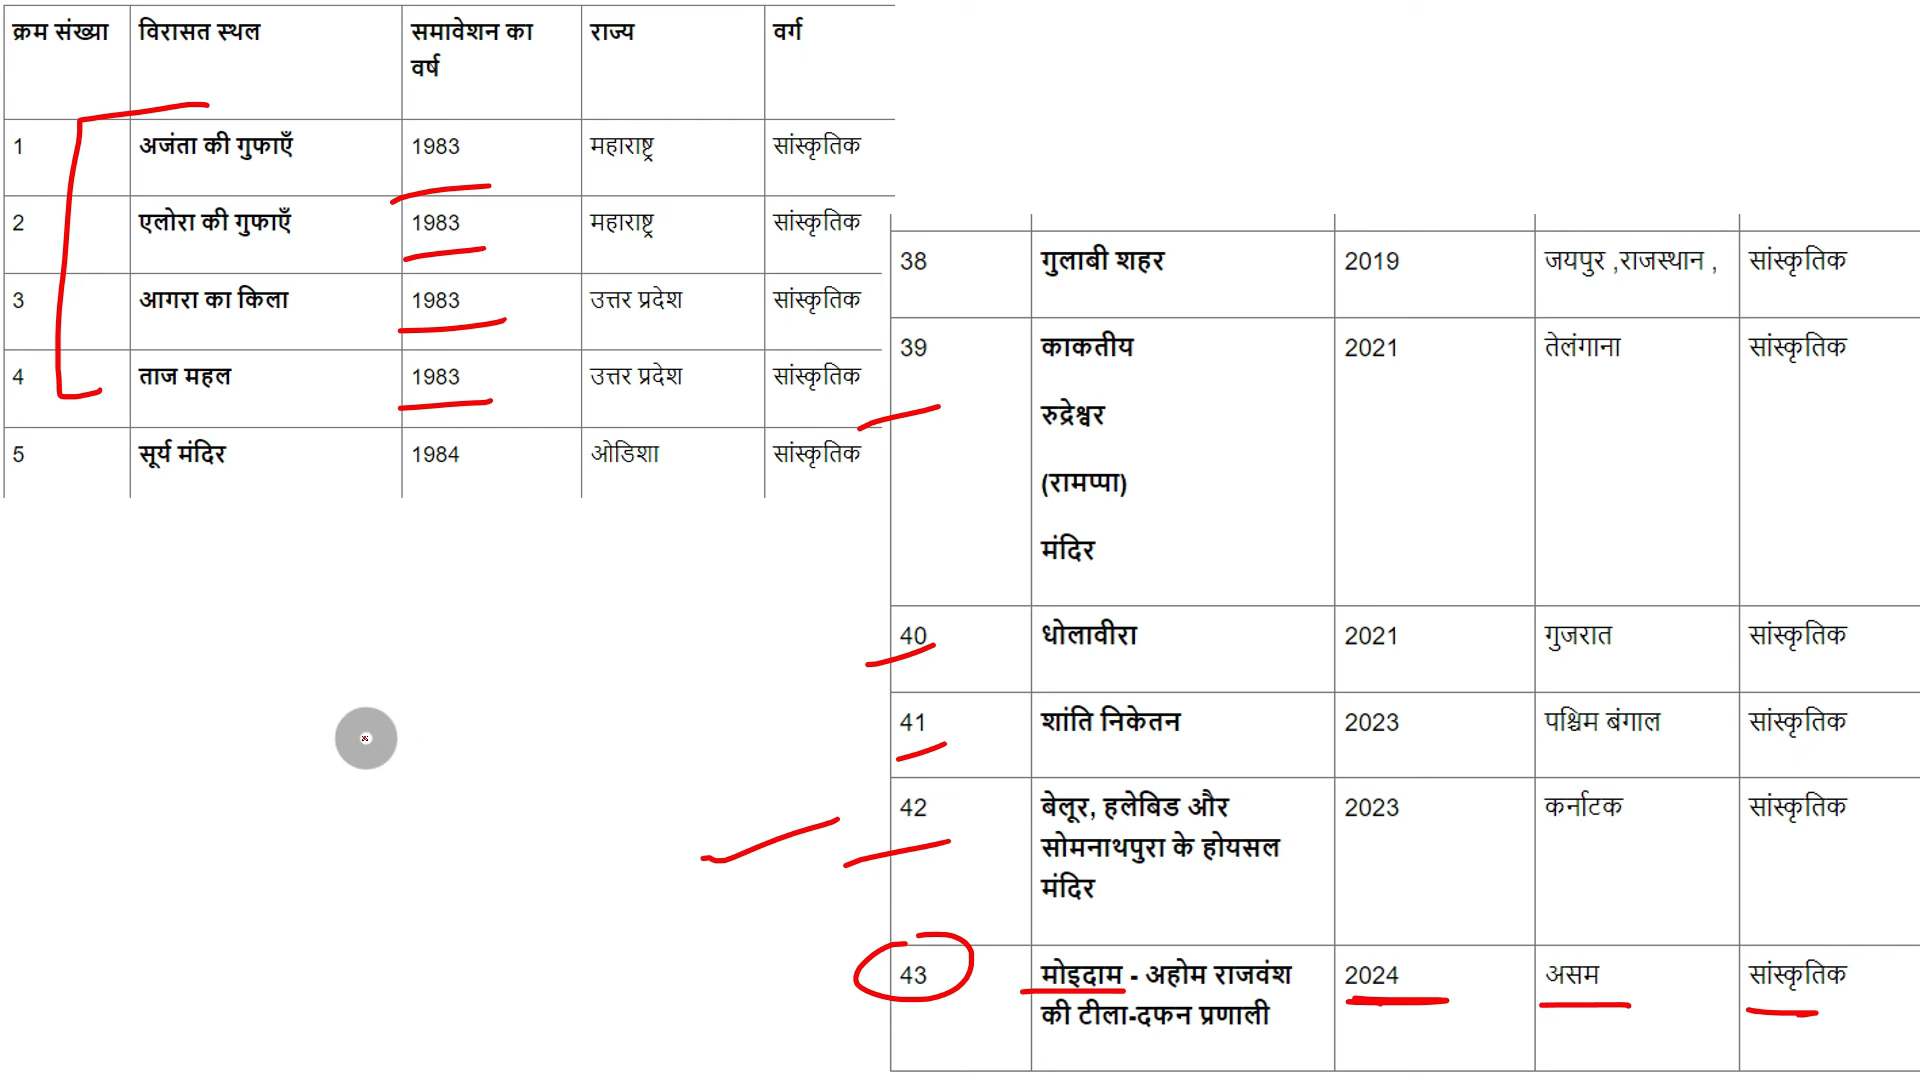 क्रम संख्या विरासत स्थल समावेशन का वर्ष राज्य वर्ग
1 अजंता की गुफाएँ 1983 महाराष्ट्र सांस्कृतिक
2 एलोरा की गुफाएँ 1983 महाराष्ट्र सांस्कृतिक
3 आगरा का किला 1983 उत्तर प्रदेश सांस्कृतिक
4 ताज महल 1983 उत्तर प्रदेश सांस्कृतिक
5 सूर्य मंदिर 1984 ओडिशा सांस्कृतिक
38 गुलाबी शहर 2019 जयपुर ,राजस्थान , सांस्कृतिक
39 काकतीय 2021 तेलंगाना सांस्कृतिक
रुद्रेश्वर
(रामप्पा)
मंदिर
40 धोलावीरा 2021 गुजरात सांस्कृतिक
41 शांति निकेतन 2023 पश्चिम बंगाल सांस्कृतिक
42 बेलूर, हलेबिड और 2023 कर्नाटक सांस्कृतिक
सोमनाथपुरा के होयसल
मंदिर
43 मोइदाम - अहोम राजवंश 2024 असम सांस्कृतिक
की टीला-दफन प्रणाली